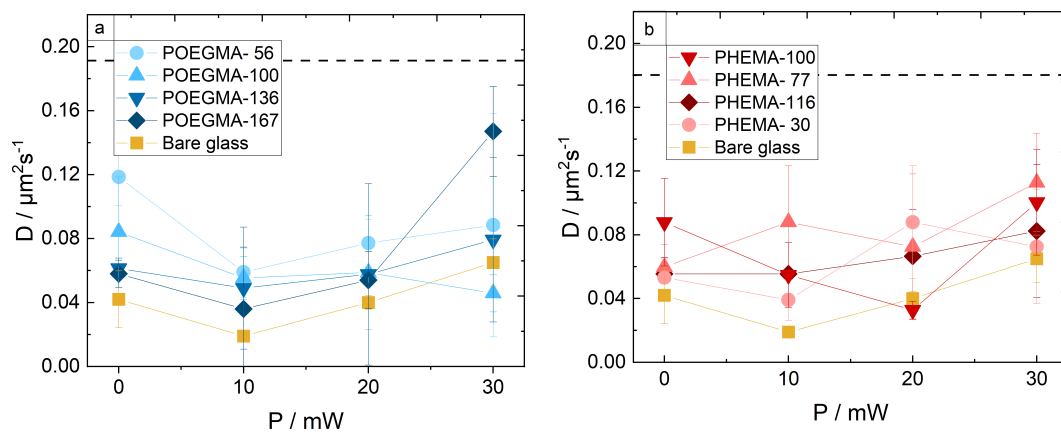 a
POEGMA- 56
POEGMA-100
POEGMA-136
POEGMA-167
Bare glass
0.20
0.16
0.12
0.08
0.04
0.00
D / µm²s⁻¹
0
10
20
30
P / mW
b
PHEMA-100
PHEMA- 77
PHEMA-116
PHEMA- 30
Bare glass
0.20
0.16
0.12
0.08
0.04
0.00
D / µm²s⁻¹
0
10
20
30
P / mW